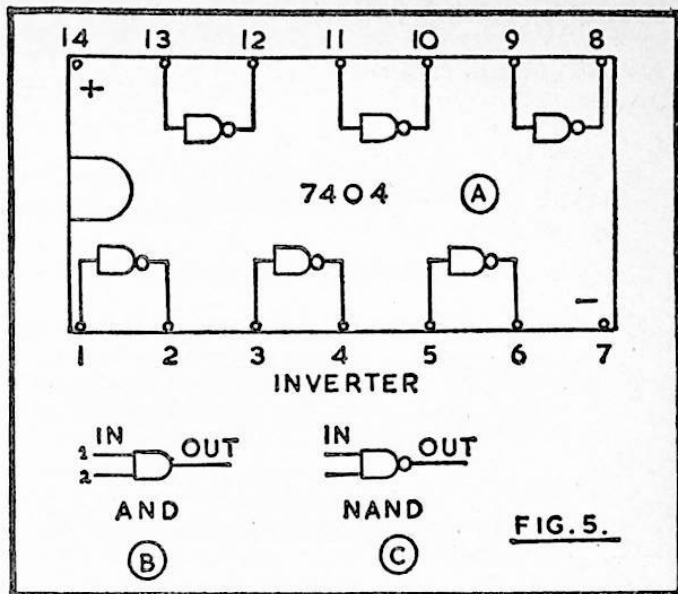 14 13 12 11 10 9 8
+
7404 A
−
1 2 3 4 5 6 7
INVERTER
1 IN OUT
2
IN OUT
AND NAND
B C
FIG. 5.